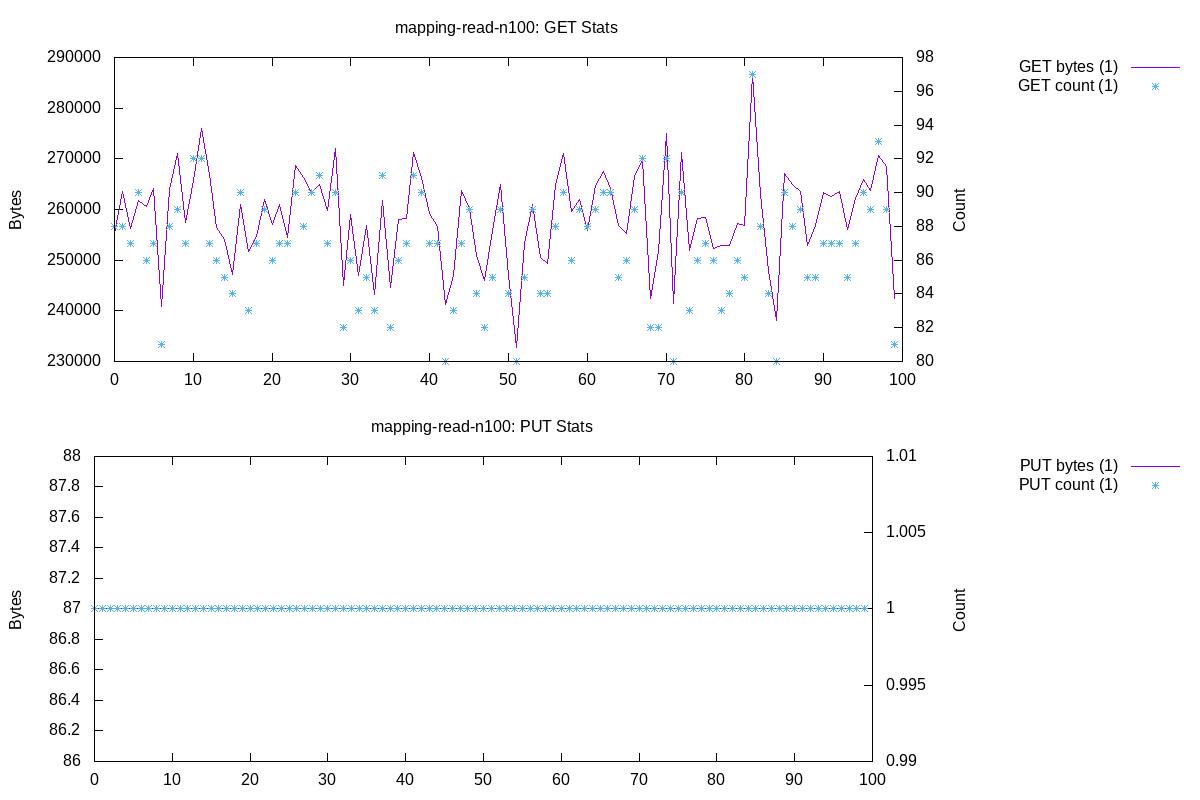 mapping-read-n100: GET Stats
GET bytes (1)
GET count (1)
Bytes
Count
290000
280000
270000
260000
250000
240000
230000
98
96
94
92
90
88
86
84
82
80
0 10 20 30 40 50 60 70 80 90 100
mapping-read-n100: PUT Stats
PUT bytes (1)
PUT count (1)
Bytes
Count
88
87.8
87.6
87.4
87.2
87
86.8
86.6
86.4
86.2
86
1.01
1.005
1
0.995
0.99
0 10 20 30 40 50 60 70 80 90 100